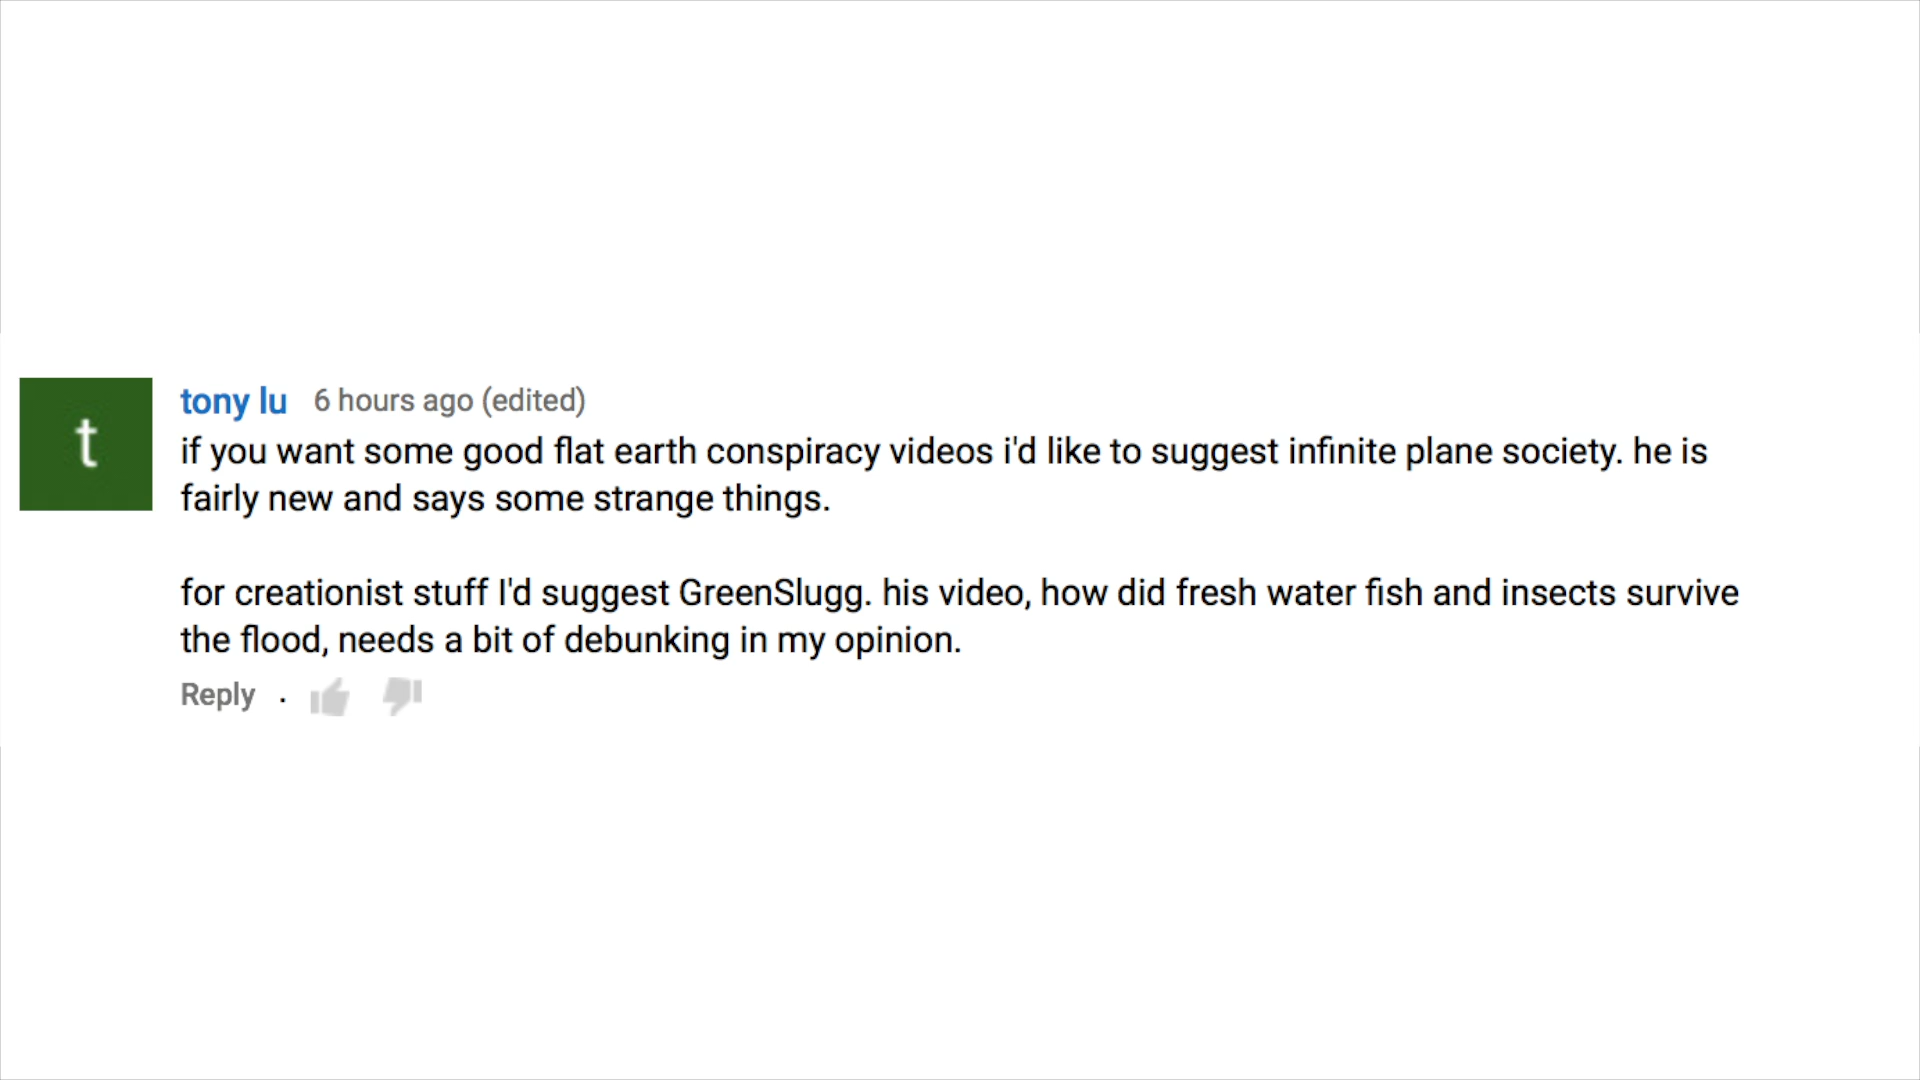 t
tony lu 6 hours ago (edited)
if you want some good flat earth conspiracy videos i'd like to suggest infinite plane society. he is
fairly new and says some strange things.
for creationist stuff I'd suggest GreenSlugg. his video, how did fresh water fish and insects survive
the flood, needs a bit of debunking in my opinion.
Reply .